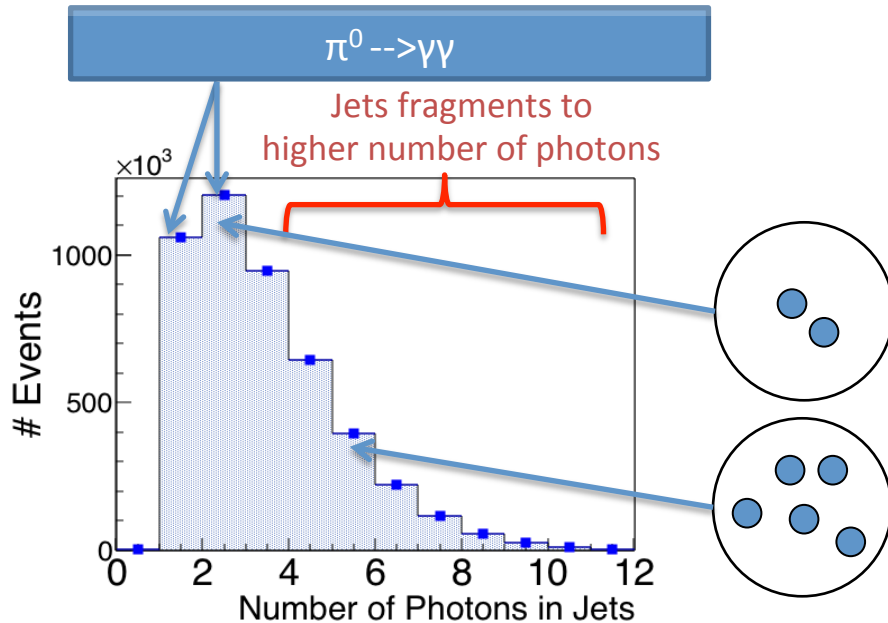 π⁰ -->γγ
Jets fragments to
higher number of photons
×10³
1000
500
0
# Events
0 2 4 6 8 10 12
Number of Photons in Jets